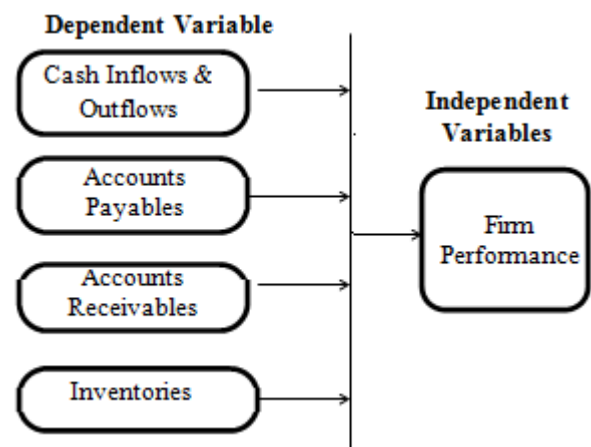 Dependent Variable
Cash Inflows &
Outflows
Accounts
Payables
Accounts
Receivables
Inventories
Independent
Variables
Firm
Performance